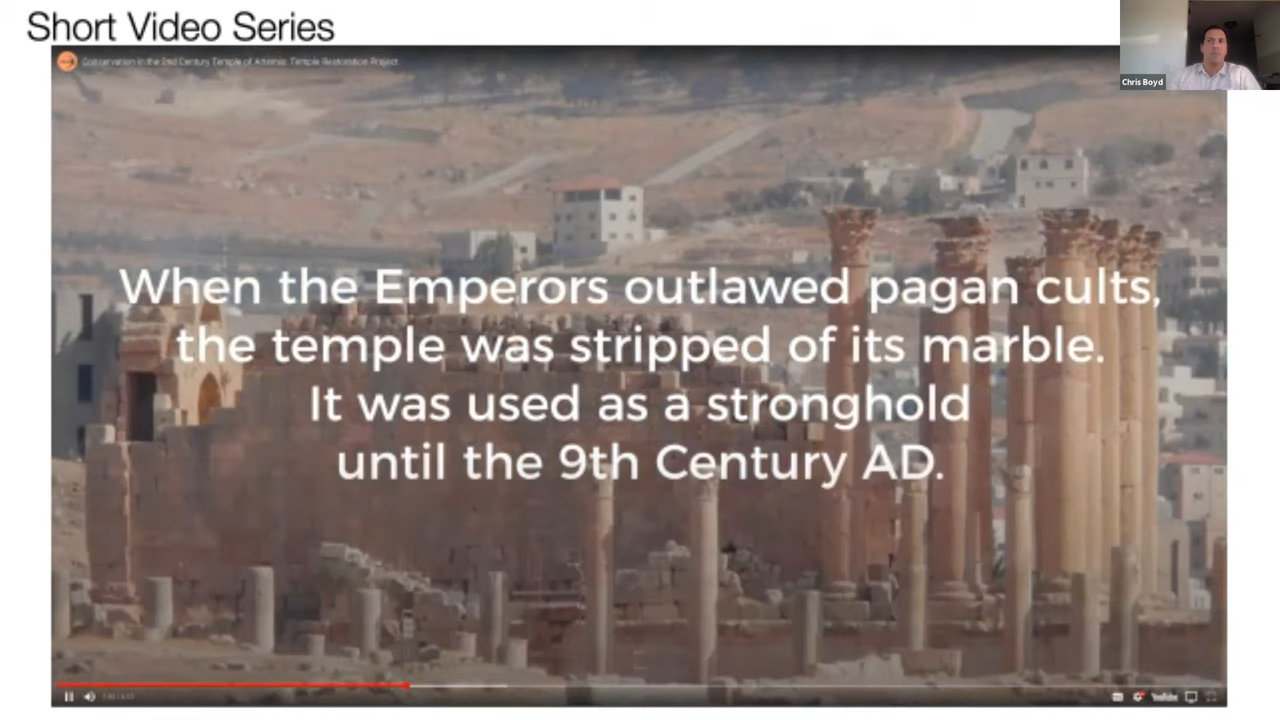 Short Video Series
Conservation in the 2nd Century Temple of Artemis: Temple Restoration Project
Chris Boyd
When the Emperors outlawed pagan cults,
the temple was stripped of its marble.
It was used as a stronghold
until the 9th Century AD.
YouTube